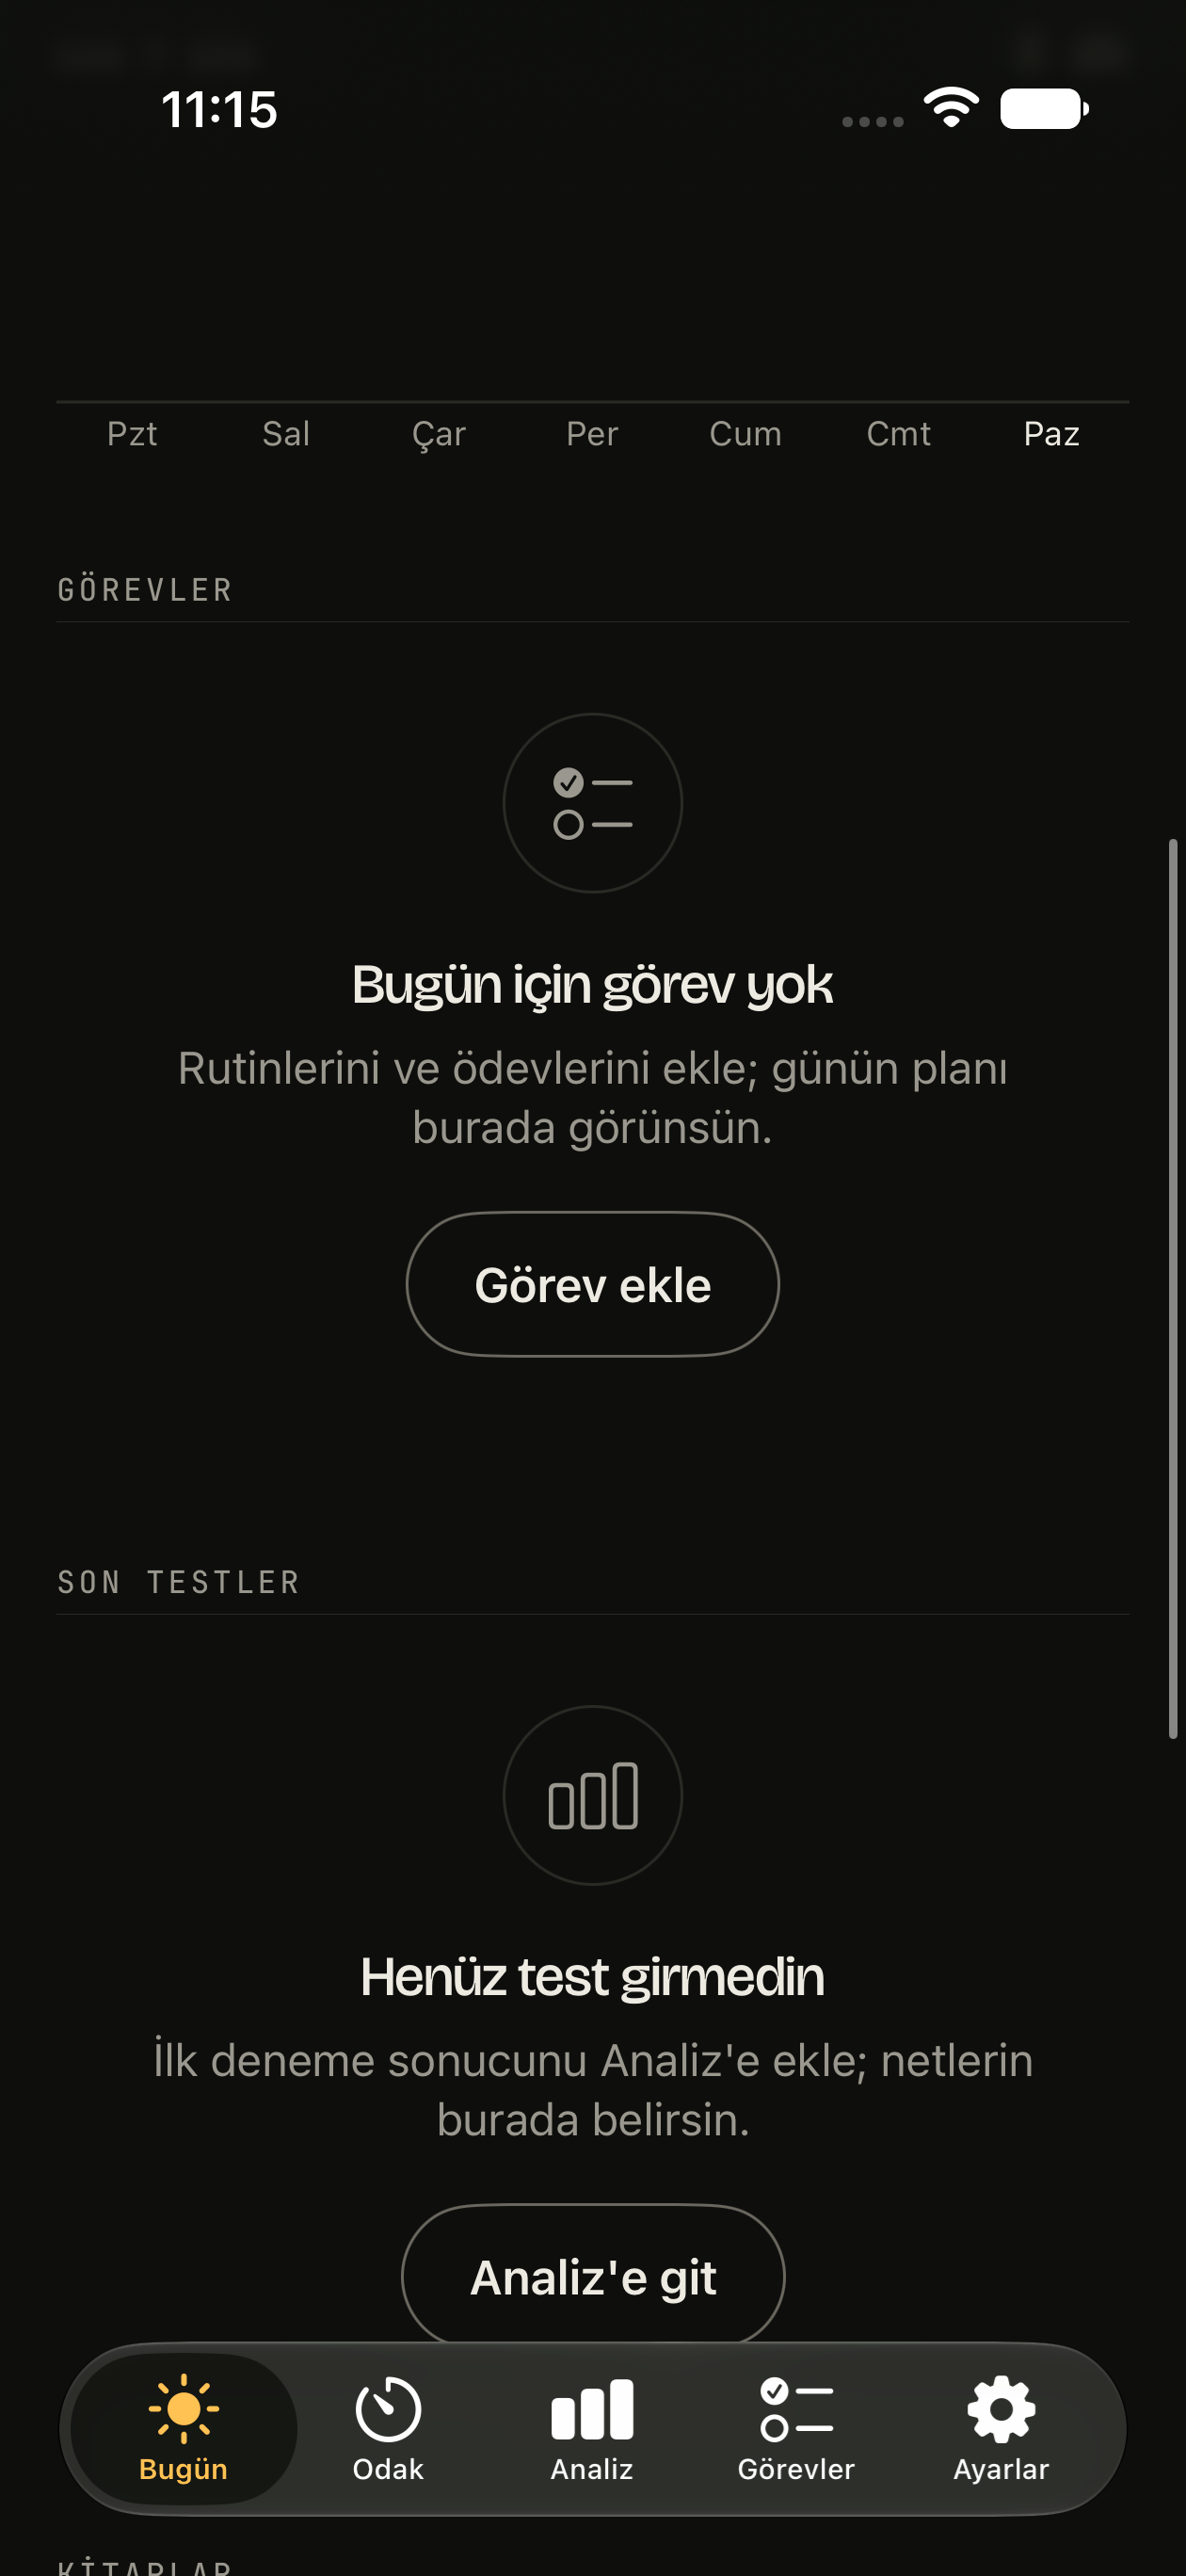 11:15
Pzt Sal Çar Per Cum Cmt Paz
GÖREVLER
Bugün için görev yok
Rutinlerini ve ödevlerini ekle; günün planı
burada görünsün.
Görev ekle
SON TESTLER
Henüz test girmedin
İlk deneme sonucunu Analiz'e ekle; netlerin
burada belirsin.
Analiz'e git
Bugün Odak Analiz Görevler Ayarlar
KİTAPLAR